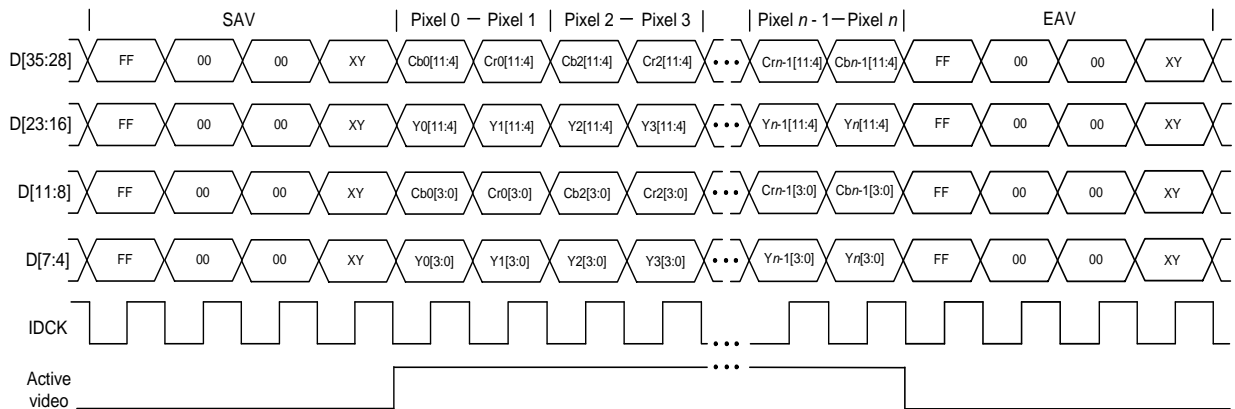 SAV | Pixel 0 — Pixel 1 | Pixel 2 — Pixel 3 | | Pixel n - 1—Pixel n | EAV |
D[35:28] FF 00 00 XY Cb0[11:4] Cr0[11:4] Cb2[11:4] Cr2[11:4] ••• Crn-1[11:4] Cbn-1[11:4] FF 00 00 XY
D[23:16] FF 00 00 XY Y0[11:4] Y1[11:4] Y2[11:4] Y3[11:4] ••• Yn-1[11:4] Yn[11:4] FF 00 00 XY
D[11:8] FF 00 00 XY Cb0[3:0] Cr0[3:0] Cb2[3:0] Cr2[3:0] ••• Crn-1[3:0] Cbn-1[3:0] FF 00 00 XY
D[7:4] FF 00 00 XY Y0[3:0] Y1[3:0] Y2[3:0] Y3[3:0] ••• Yn-1[3:0] Yn[3:0] FF 00 00 XY
IDCK •••
Active •••
video